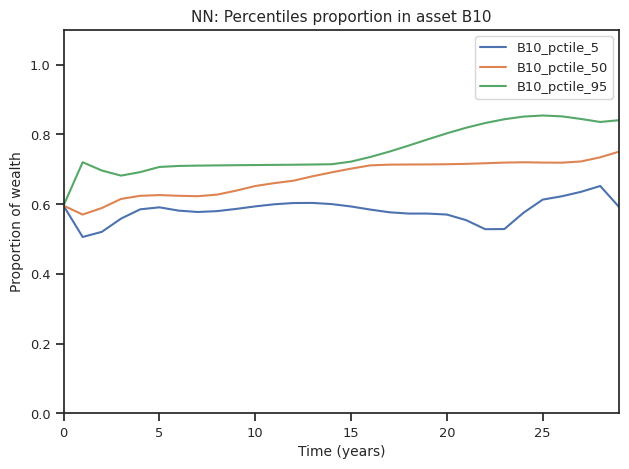 NN: Percentiles proportion in asset B10
B10_pctile_5
B10_pctile_50
B10_pctile_95
1.0
0.8
0.6
0.4
0.2
0.0
Proportion of wealth
0 5 10 15 20 25
Time (years)